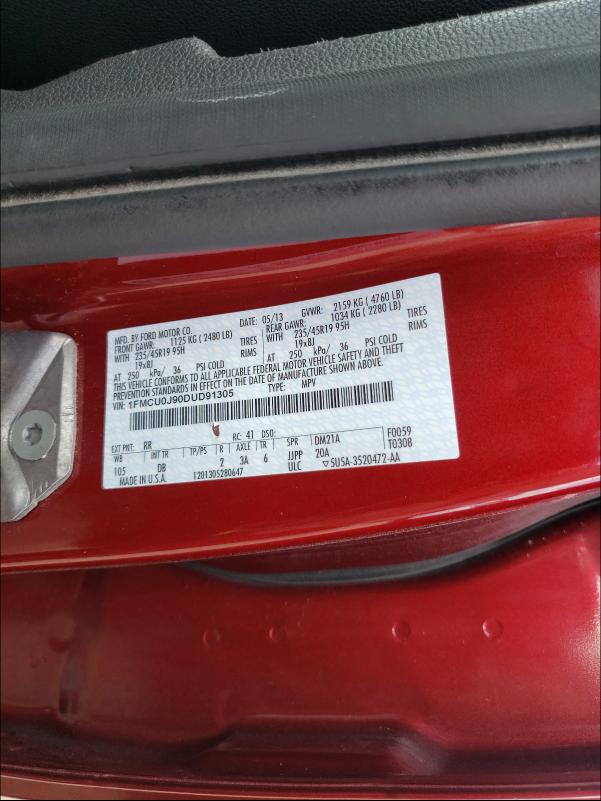 MFD. BY FORD MOTOR CO. DATE: 05/13 GVWR: 2159 KG ( 4760 LB)
FRONT GAWR: 1125 KG ( 2480 LB) REAR GAWR: 1034 KG ( 2280 LB)
WITH 235/45R19 95H TIRES WITH 235/45R19 95H TIRES
19x8J RIMS 19x8J RIMS
AT 250 kPa/ 36 PSI COLD AT 250 kPa/ 36 PSI COLD
THIS VEHICLE CONFORMS TO ALL APPLICABLE FEDERAL MOTOR VEHICLE SAFETY AND THEFT
PREVENTION STANDARDS IN EFFECT ON THE DATE OF MANUFACTURE SHOWN ABOVE.
VIN: 1FMCU0J90DUD91305 TYPE: MPV
F0059
T0308
EXT PNT: RR RC: 41 DSO:
WB INT TR TP/PS R AXLE TR SPR DM21A
105 DB 2 3A 6 JJPP 20A
MADE IN U.S.A. 1201305280647 ULC ▽5U5A-3520472-AA